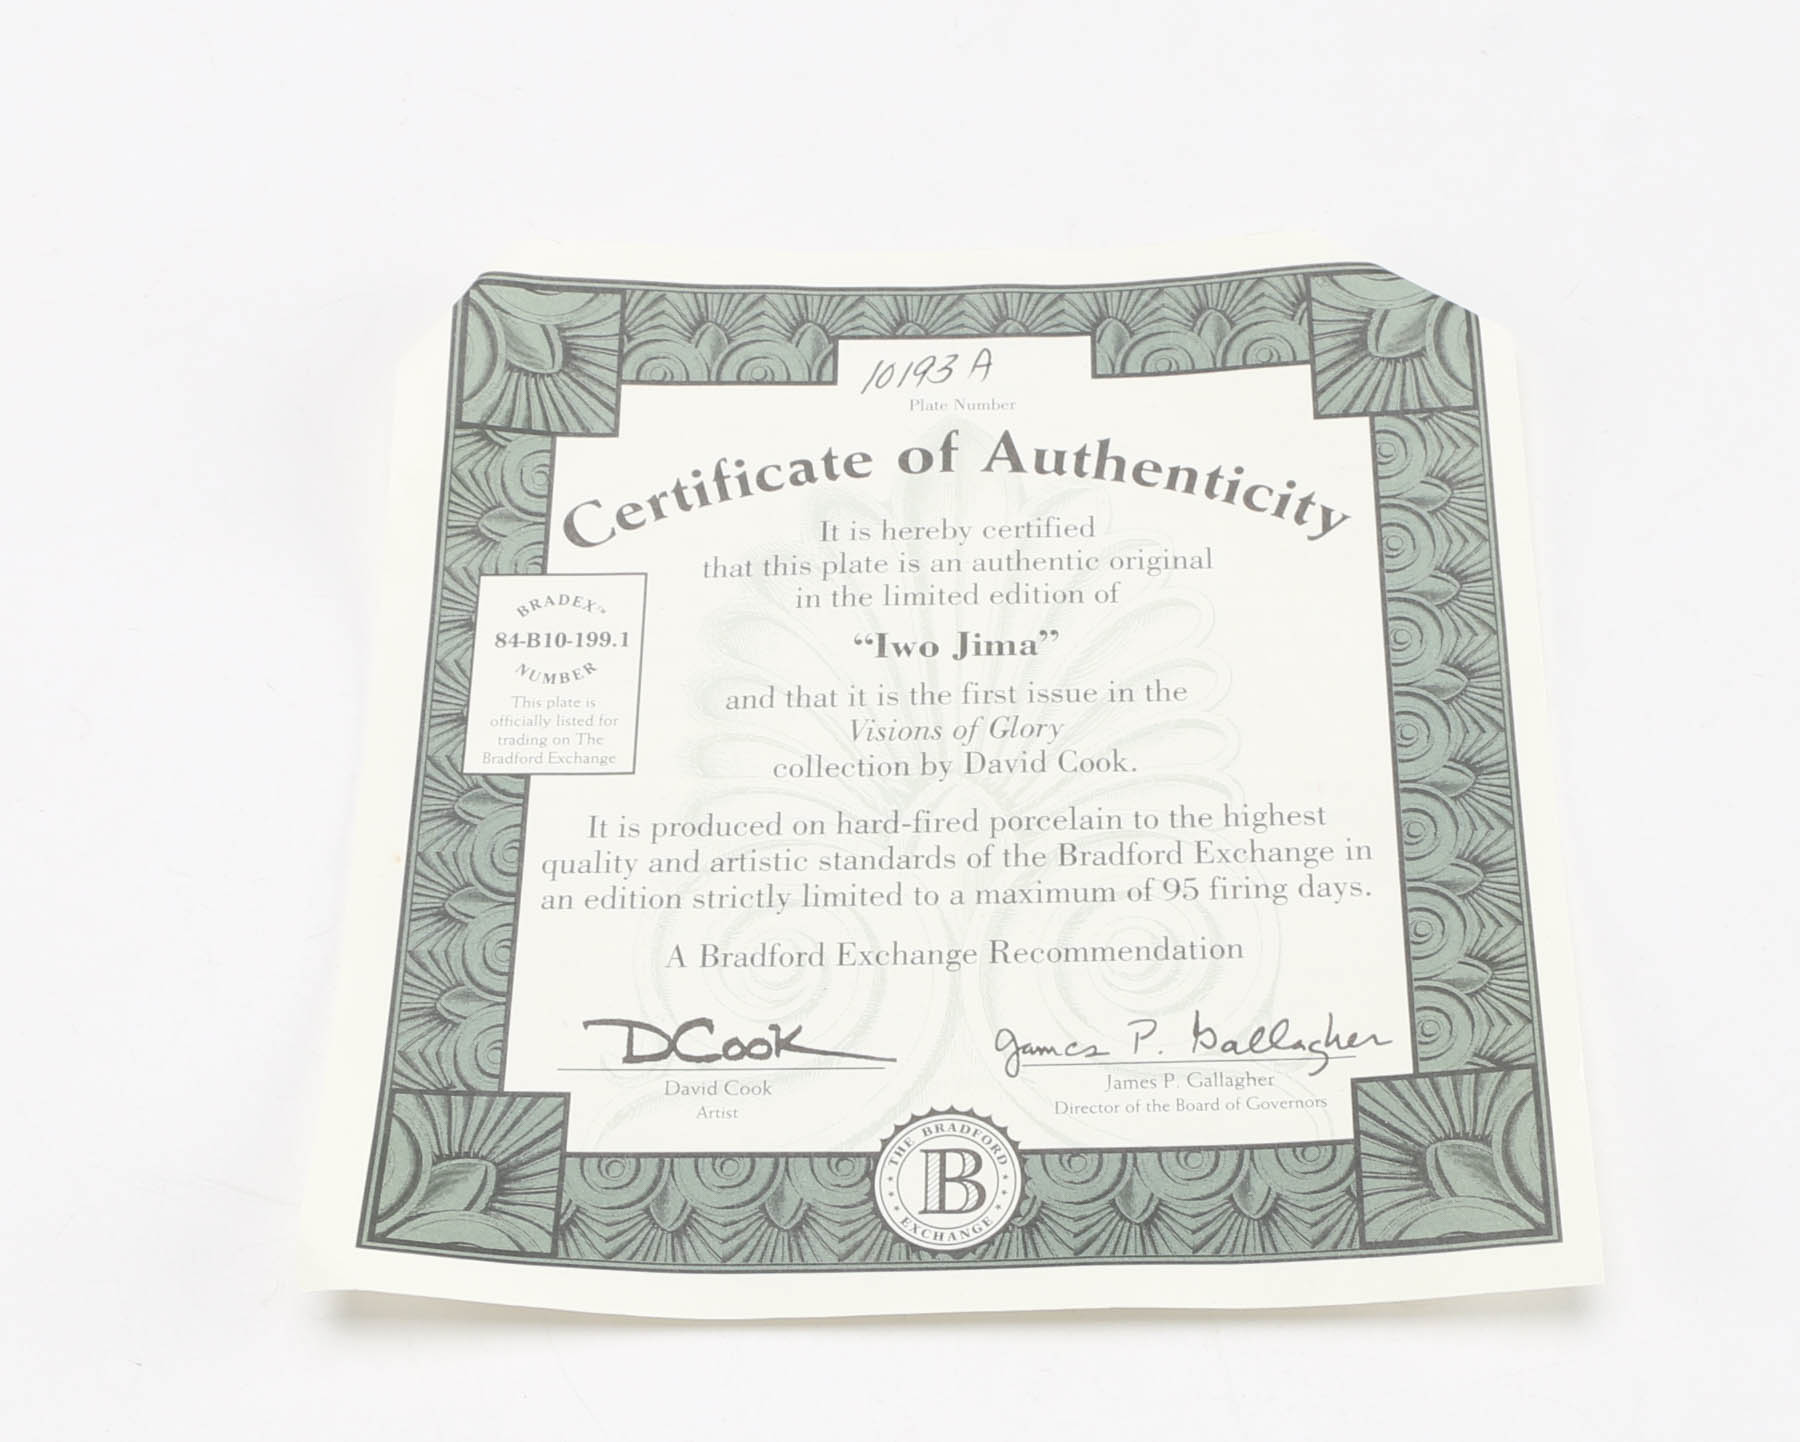 10193 A
Plate Number
Certificate of Authenticity
It is hereby certified
that this plate is an authentic original
in the limited edition of
“Iwo Jima”
and that it is the first issue in the
Visions of Glory
collection by David Cook.
BRADEX™
84-B10-199.1
NUMBER
This plate is
officially listed for
trading on The
Bradford Exchange
It is produced on hard-fired porcelain to the highest
quality and artistic standards of the Bradford Exchange in
an edition strictly limited to a maximum of 95 firing days.
A Bradford Exchange Recommendation
DCook
David Cook
Artist
James P. Gallagher
James P. Gallagher
Director of the Board of Governors
THE BRADFORD
B
EXCHANGE